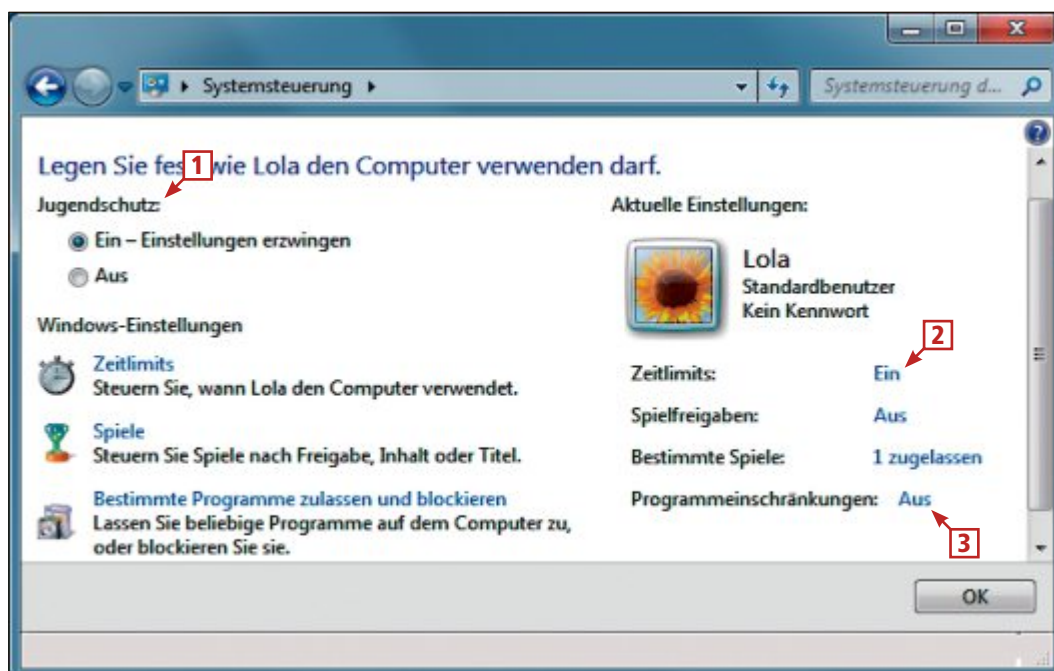 Systemsteuerung
Systemsteuerung d...
Legen Sie fest, wie Lola den Computer verwenden darf.
1
Jugendschutz:
Ein – Einstellungen erzwingen
Aus
Windows-Einstellungen
Zeitlimits
Steuern Sie, wann Lola den Computer verwendet.
Spiele
Steuern Sie Spiele nach Freigabe, Inhalt oder Titel.
Bestimmte Programme zulassen und blockieren
Lassen Sie beliebige Programme auf dem Computer zu,
oder blockieren Sie sie.
Aktuelle Einstellungen:
Lola
Standardbenutzer
Kein Kennwort
2
Zeitlimits: Ein
Spielfreigaben: Aus
Bestimmte Spiele: 1 zugelassen
Programmeinschränkungen: Aus
3
OK